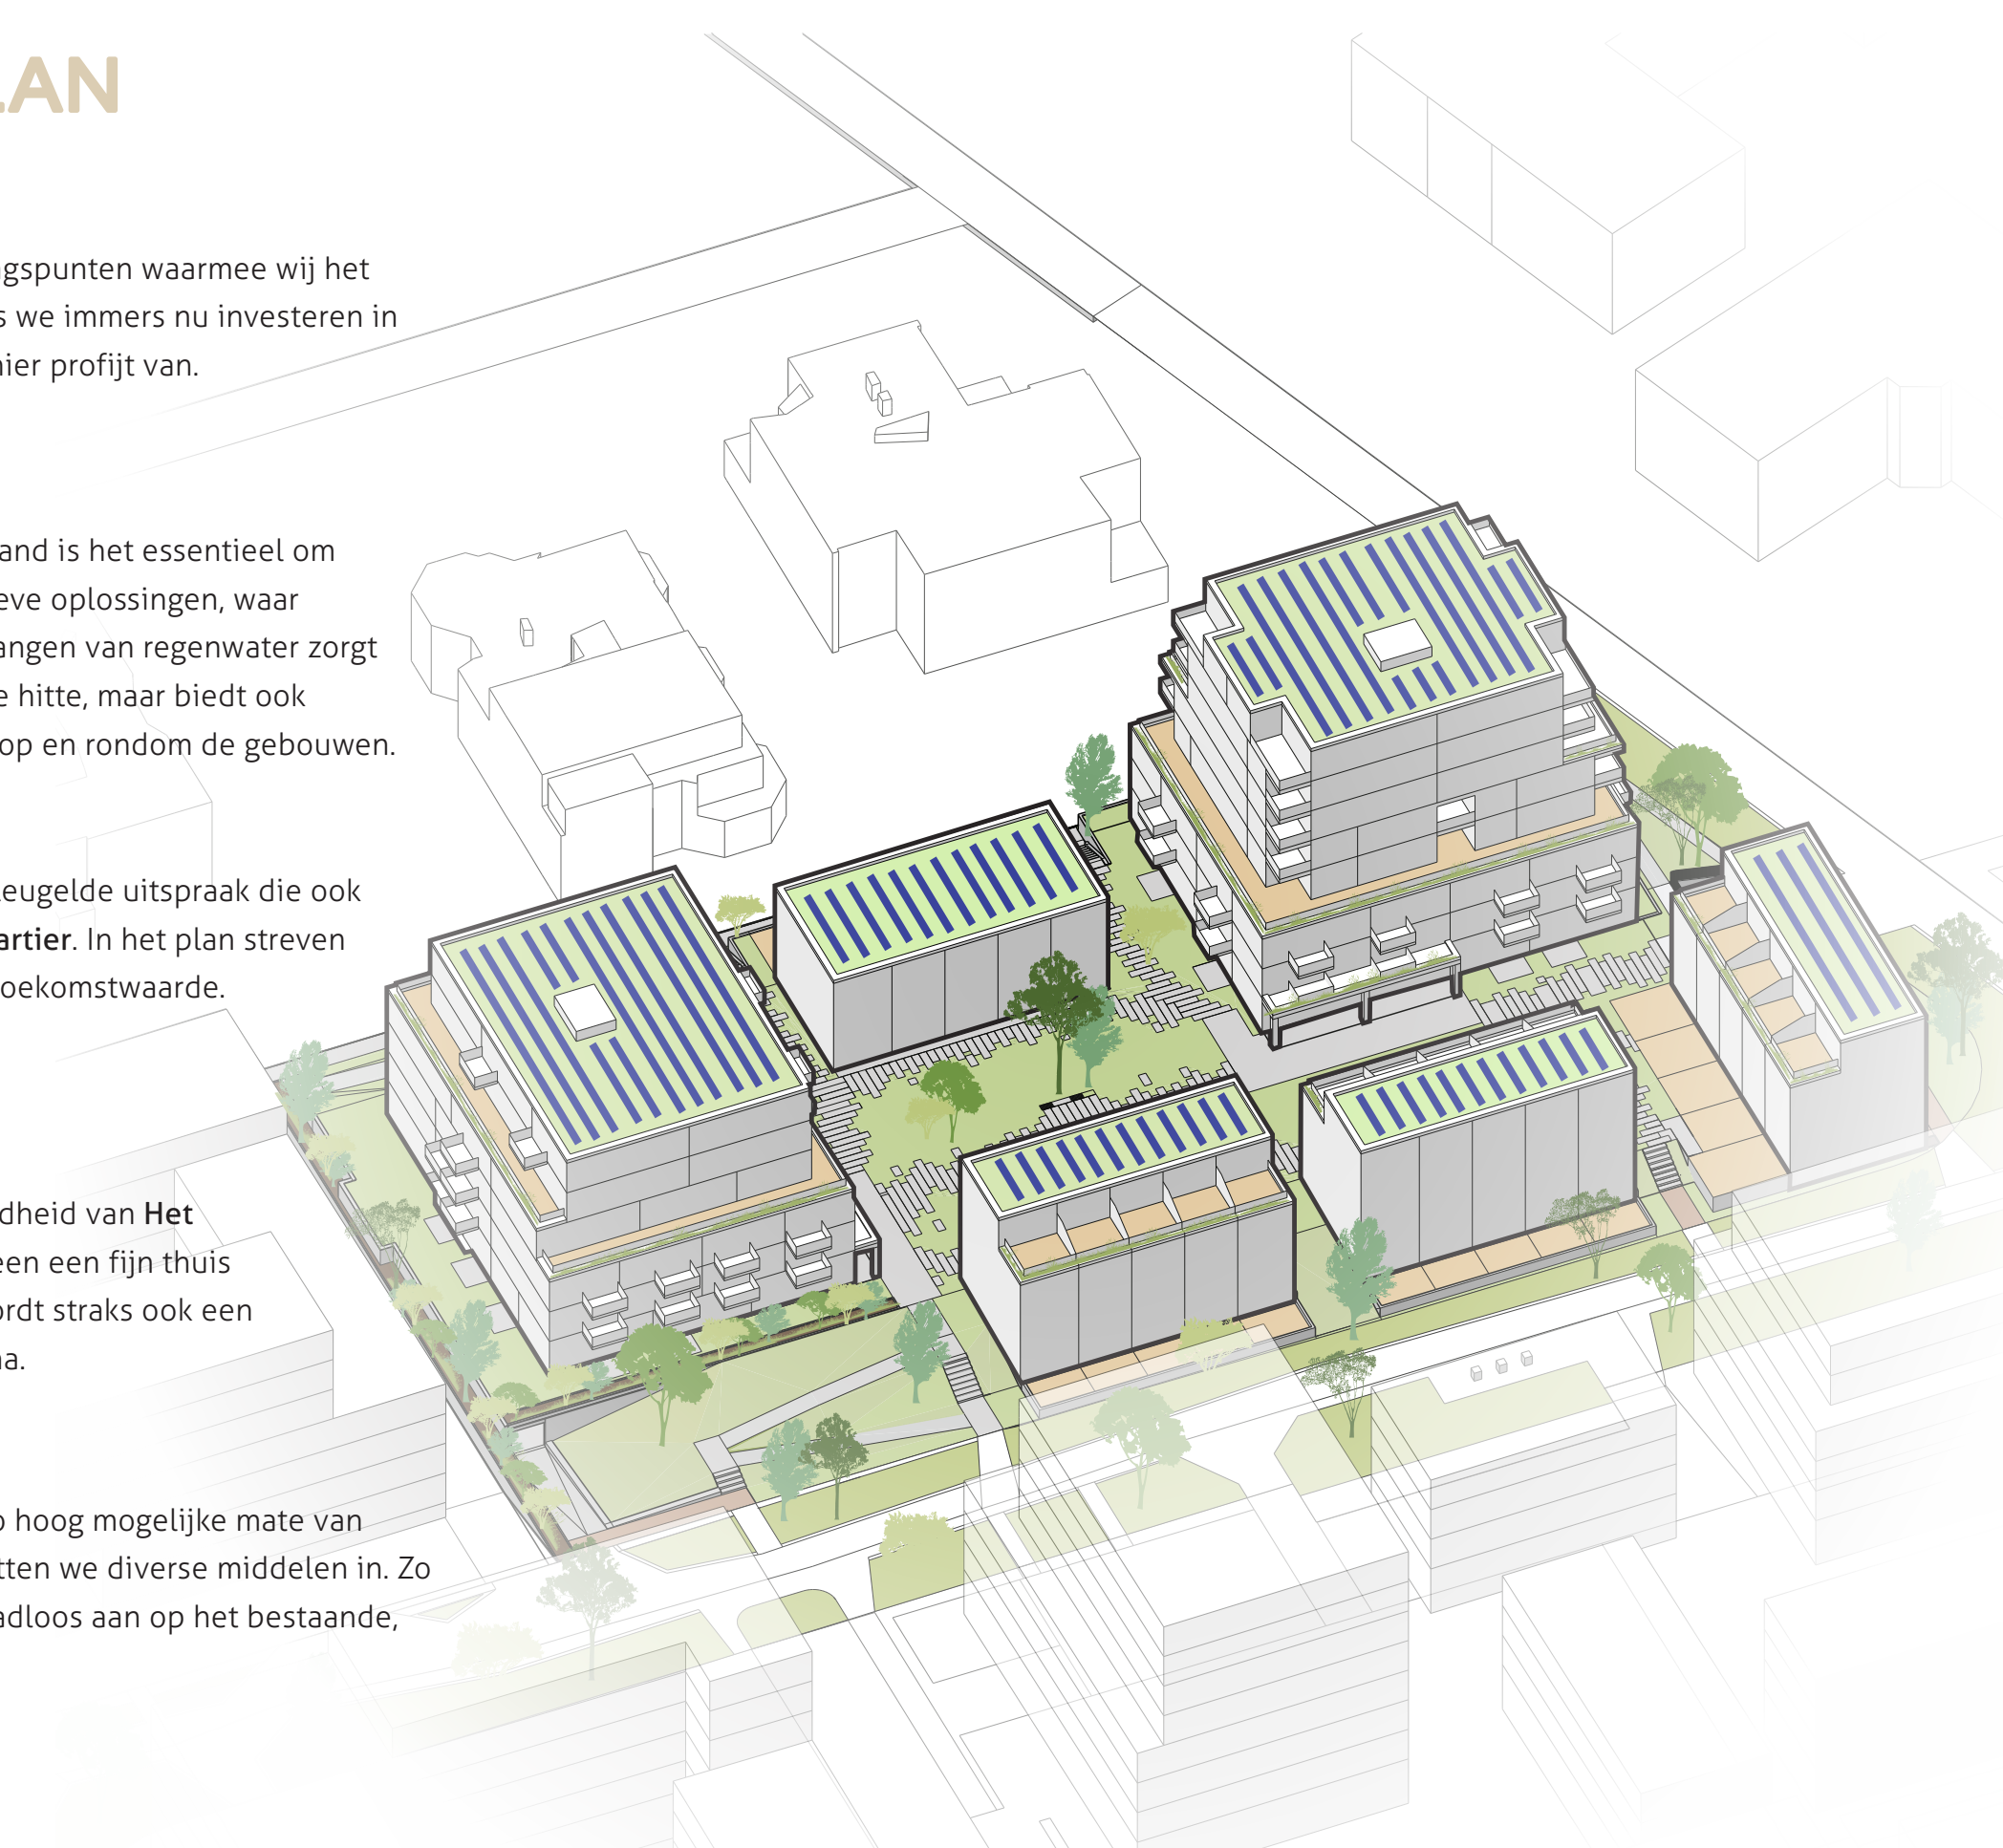 LAN
gspunten waarmee wij het
s we immers nu investeren in
hier profijt van.
and is het essentieel om
eve oplossingen, waar
angen van regenwater zorgt
e hitte, maar biedt ook
op en rondom de gebouwen.
leugelde uitspraak die ook
artier. In het plan streven
toekomstwaarde.
dheid van Het
een een fijn thuis
ordt straks ook een
na.
o hoog mogelijke mate van
tten we diverse middelen in. Zo
adloos aan op het bestaande,